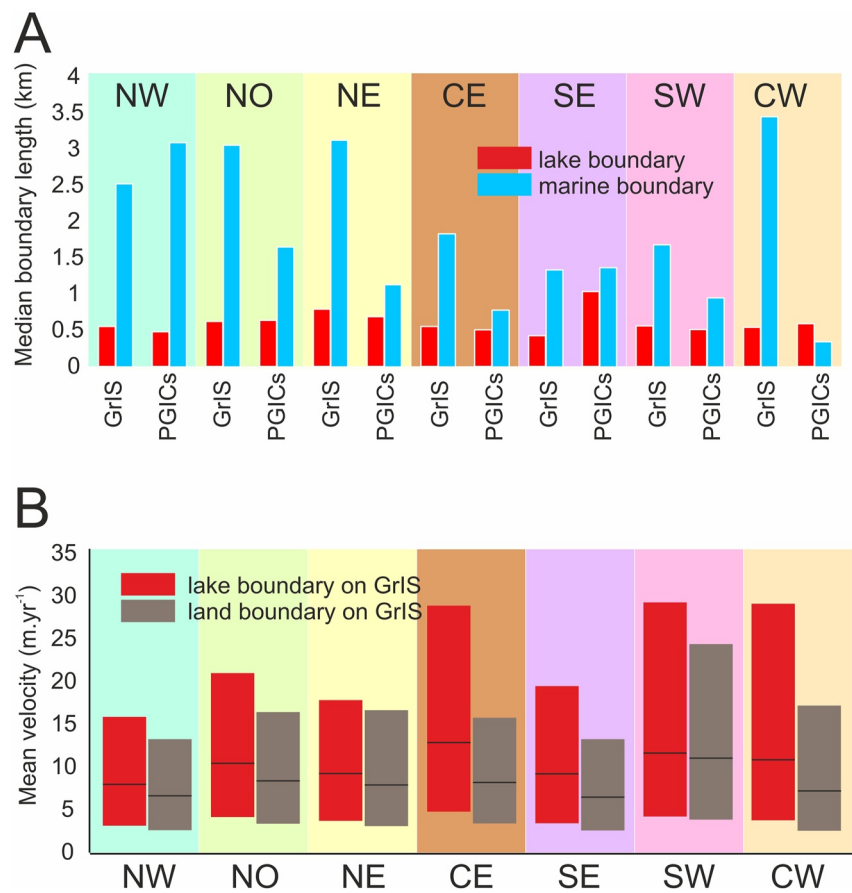 A
Median boundary length (km)
4
3.5
3
2.5
2
1.5
1
0.5
0
NW NO NE CE SE SW CW
lake boundary
marine boundary
GrIS PGICs GrIS PGICs GrIS PGICs GrIS PGICs GrIS PGICs GrIS PGICs GrIS PGICs
B
Mean velocity (m.yr⁻¹)
35
30
25
20
15
10
5
0
lake boundary on GrIS
land boundary on GrIS
NW NO NE CE SE SW CW